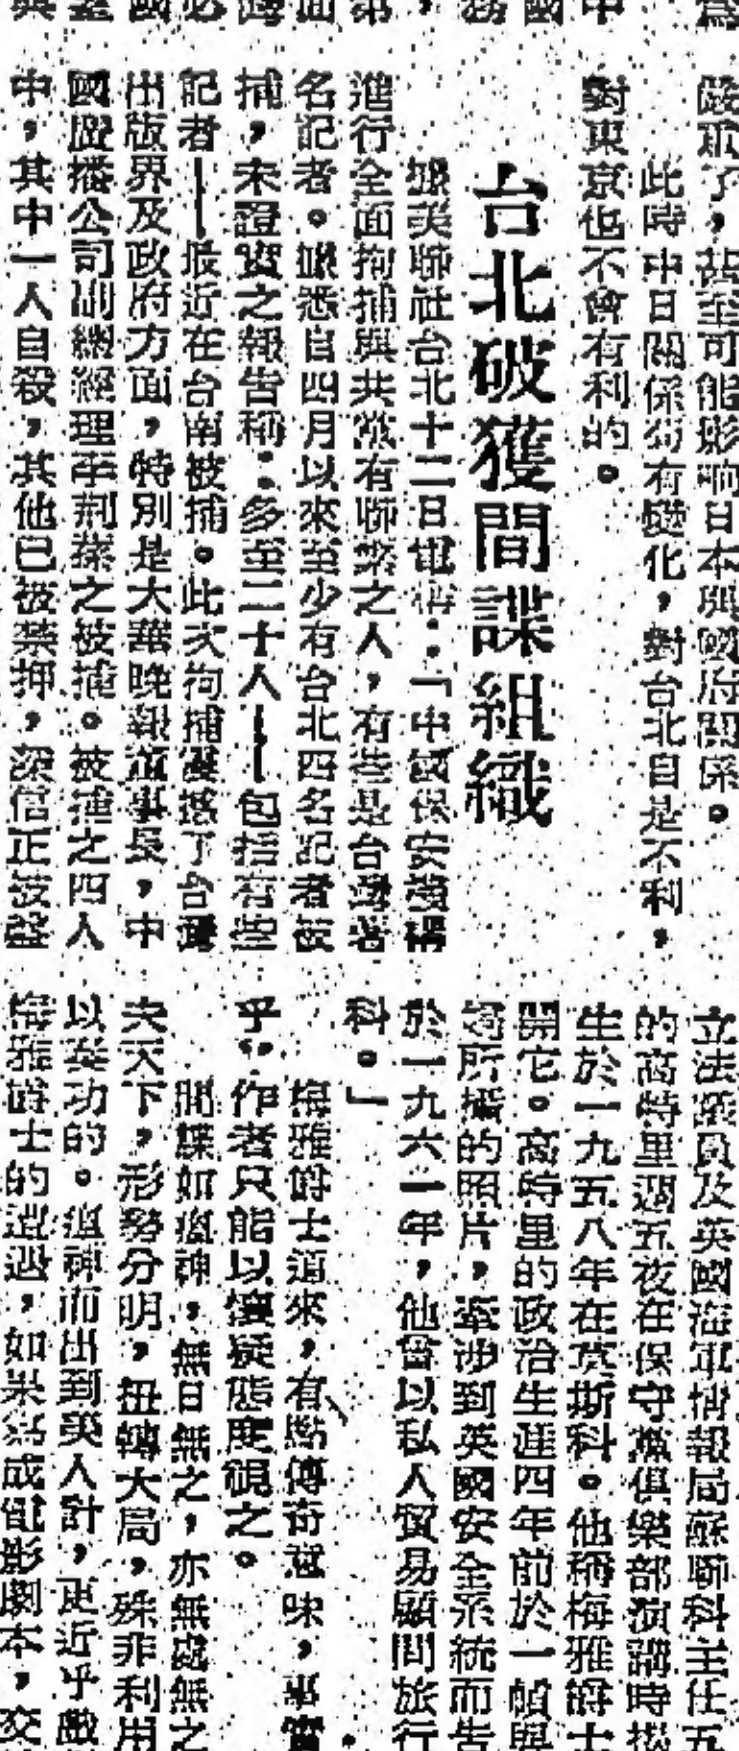 嚴重了，甚至可能影响日本與國府關係。
此時中日關係苟有變化，對台北自是不利，
對東京也不會有利的。
台北破獲間諜組織
據美聯社台北十二日電稱：「中國保安發稱
進行全面拘捕與共黨有聯繫之人，有些是台灣著
名記者。據悉自四月以來至少有台北四名記者被
捕，未證實之報告稱：多至二十人——包括有些
記者——最近在台南被捕。此次拘捕震撼了台灣
出版界及政府方面，特別是大華晚報董事長，中
國廣播公司副總經理李荆蓀之被捕。被捕之四人
中，其中一人自殺，其他已被禁押，深信正被盤
立法議員及英國海軍情報局蘇聯科主任五
的高特里週五夜在保守黨俱樂部演講時
生於一九五八年在莫斯科。他稱梅雅爵士
開它。高特里的政治生涯四年前於一幀與
所攝的照片，牽涉到英國安全系統而告
於一九六一年，他曾以私人貿易顧問旅行
科。」
梅雅爵士道來，有點傳奇意味，事實
乎，作者只能以懷疑態度視之。
間諜如瘟神，無日無之，亦無處無之
夫天下，形勢分明，扭轉大局，殊非利用
以奏功的。瘟神而出到美人計，更近乎戲
梅雅爵士的遭遇，如果寫成電影劇本，交